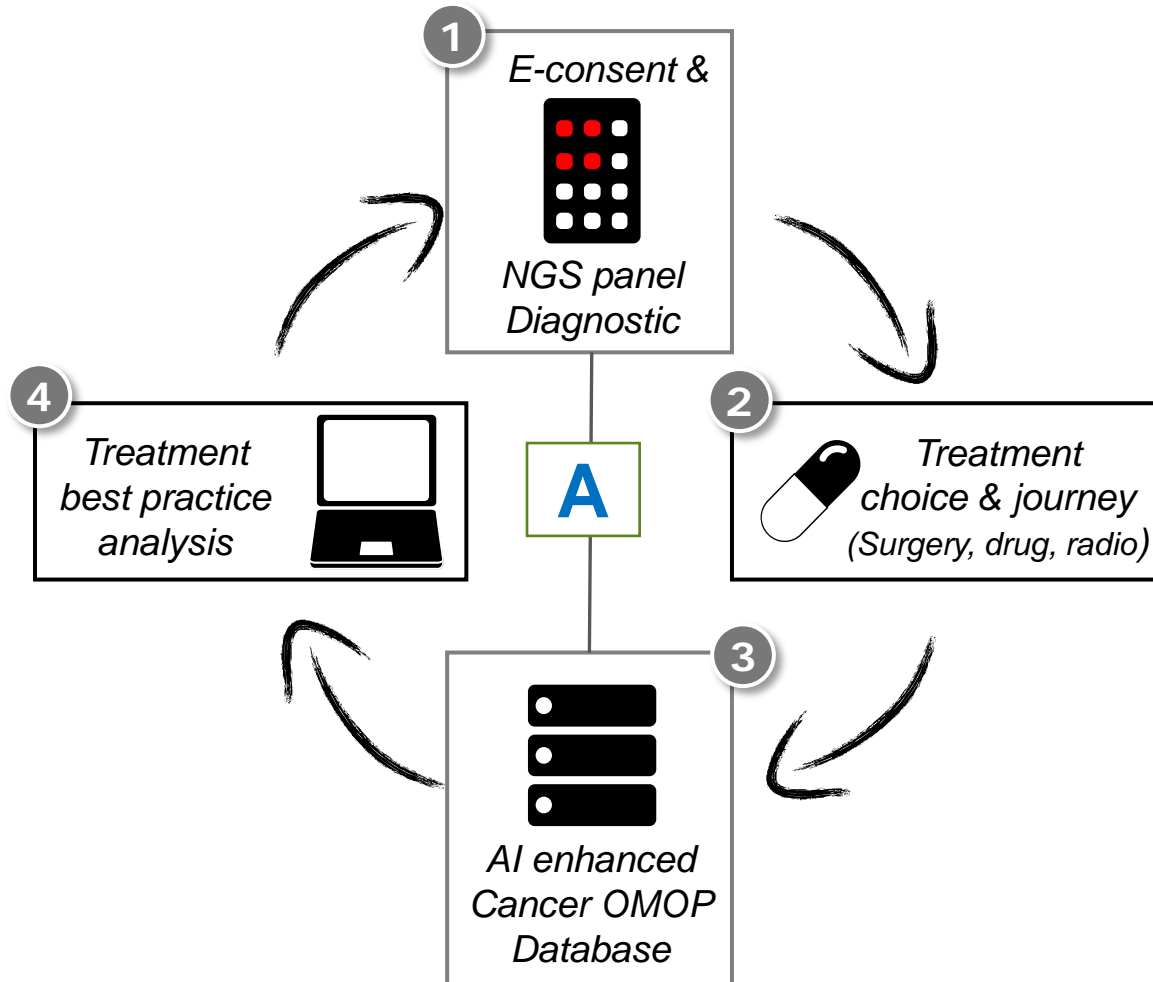 1
E-consent &
NGS panel
Diagnostic
2
Treatment
choice & journey
(Surgery, drug, radio)
3
AI enhanced
Cancer OMOP
Database
4
Treatment
best practice
analysis
A